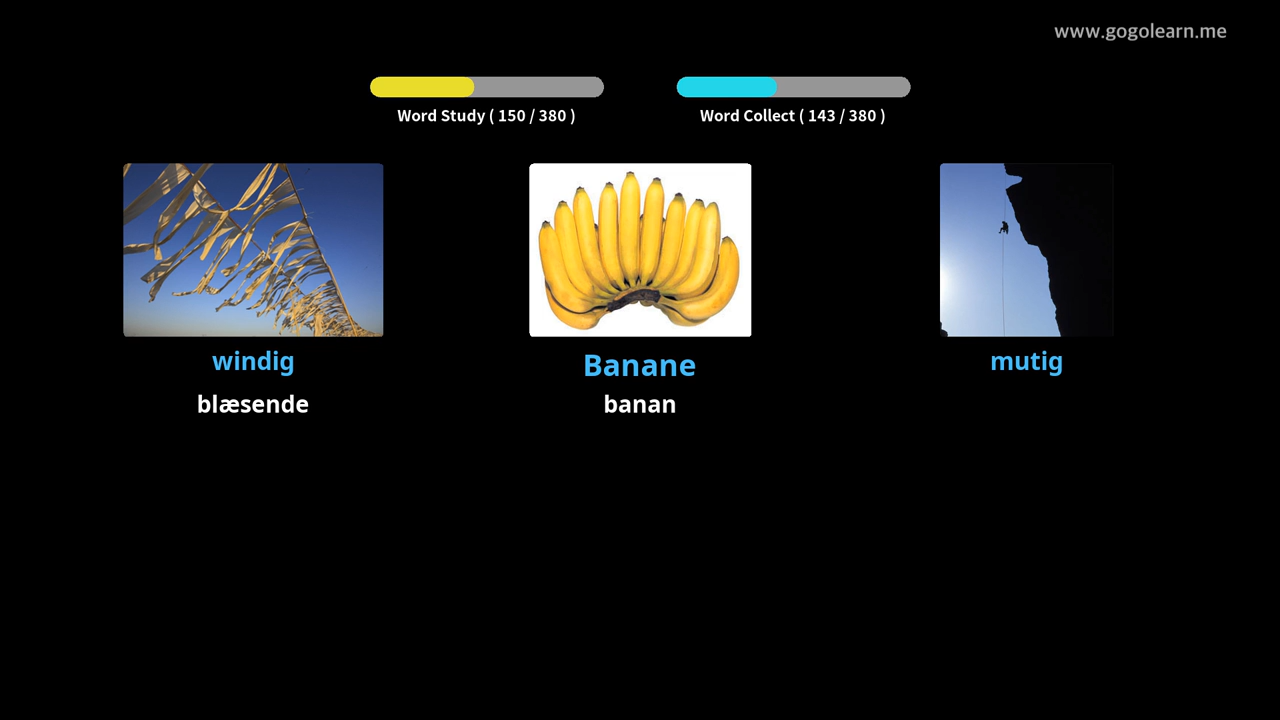 www.gogolearn.me
Word Study ( 150 / 380 )
Word Collect ( 143 / 380 )
windig
Banane
mutig
blæsende
banan